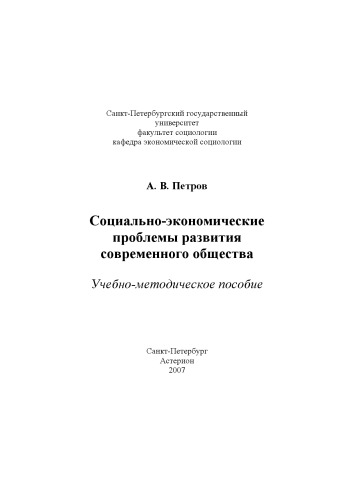 Санкт-Петербургский государственный
университет
факультет социологии
кафедра экономической социологии
А. В. Петров
Социально-экономические
проблемы развития
современного общества
Учебно-методическое пособие
Санкт-Петербург
Астерион
2007